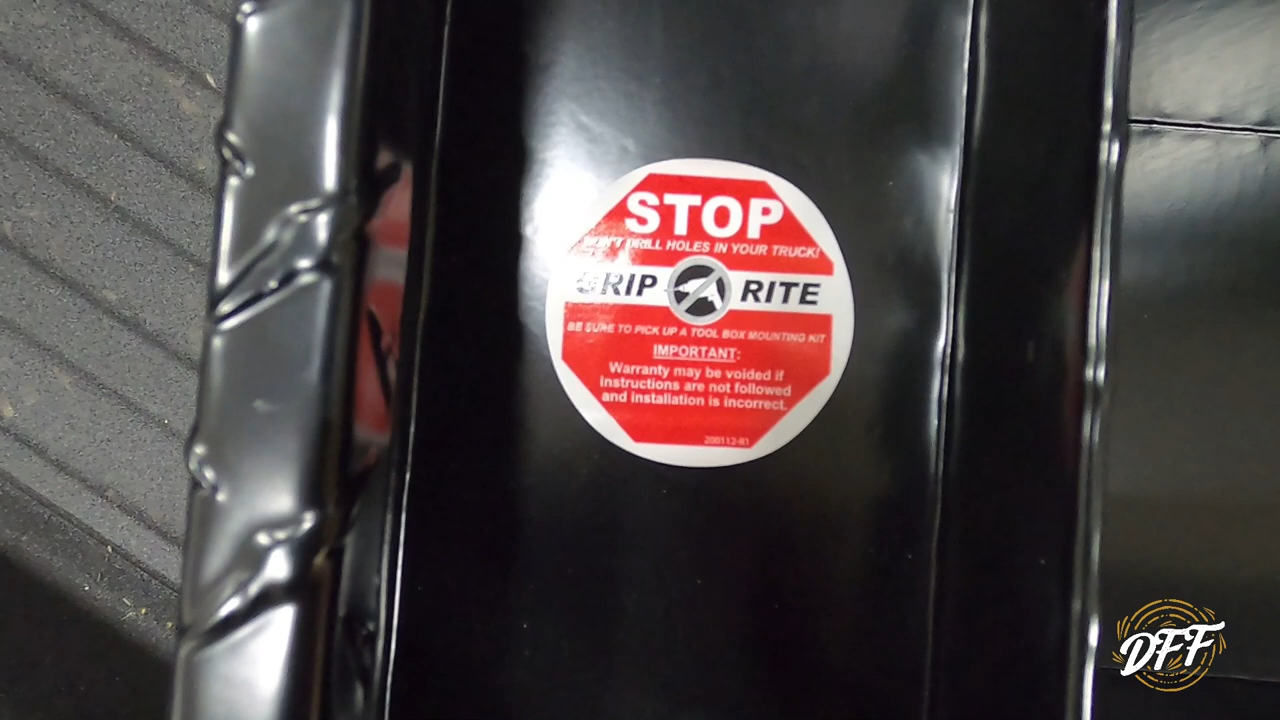 STOP
DON'T DRILL HOLES IN YOUR TRUCK!
GRIP RITE
BE SURE TO PICK UP A TOOL BOX MOUNTING KIT
IMPORTANT:
Warranty may be voided if
instructions are not followed
and installation is incorrect.
200112-R1
DFF